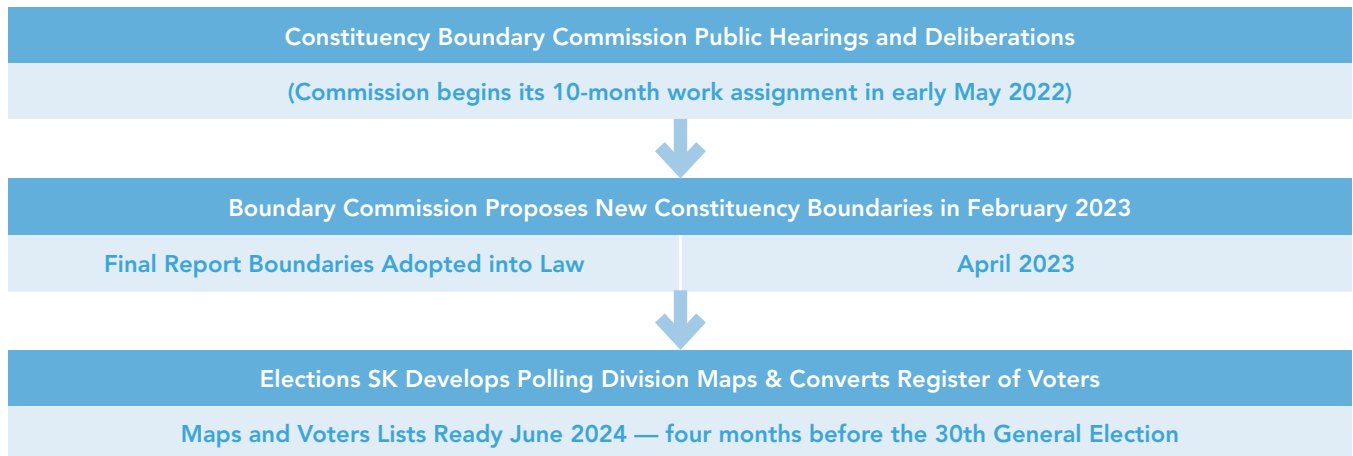 Constituency Boundary Commission Public Hearings and Deliberations
(Commission begins its 10-month work assignment in early May 2022)
Boundary Commission Proposes New Constituency Boundaries in February 2023
Final Report Boundaries Adopted into Law
April 2023
Elections SK Develops Polling Division Maps & Converts Register of Voters
Maps and Voters Lists Ready June 2024 — four months before the 30th General Election